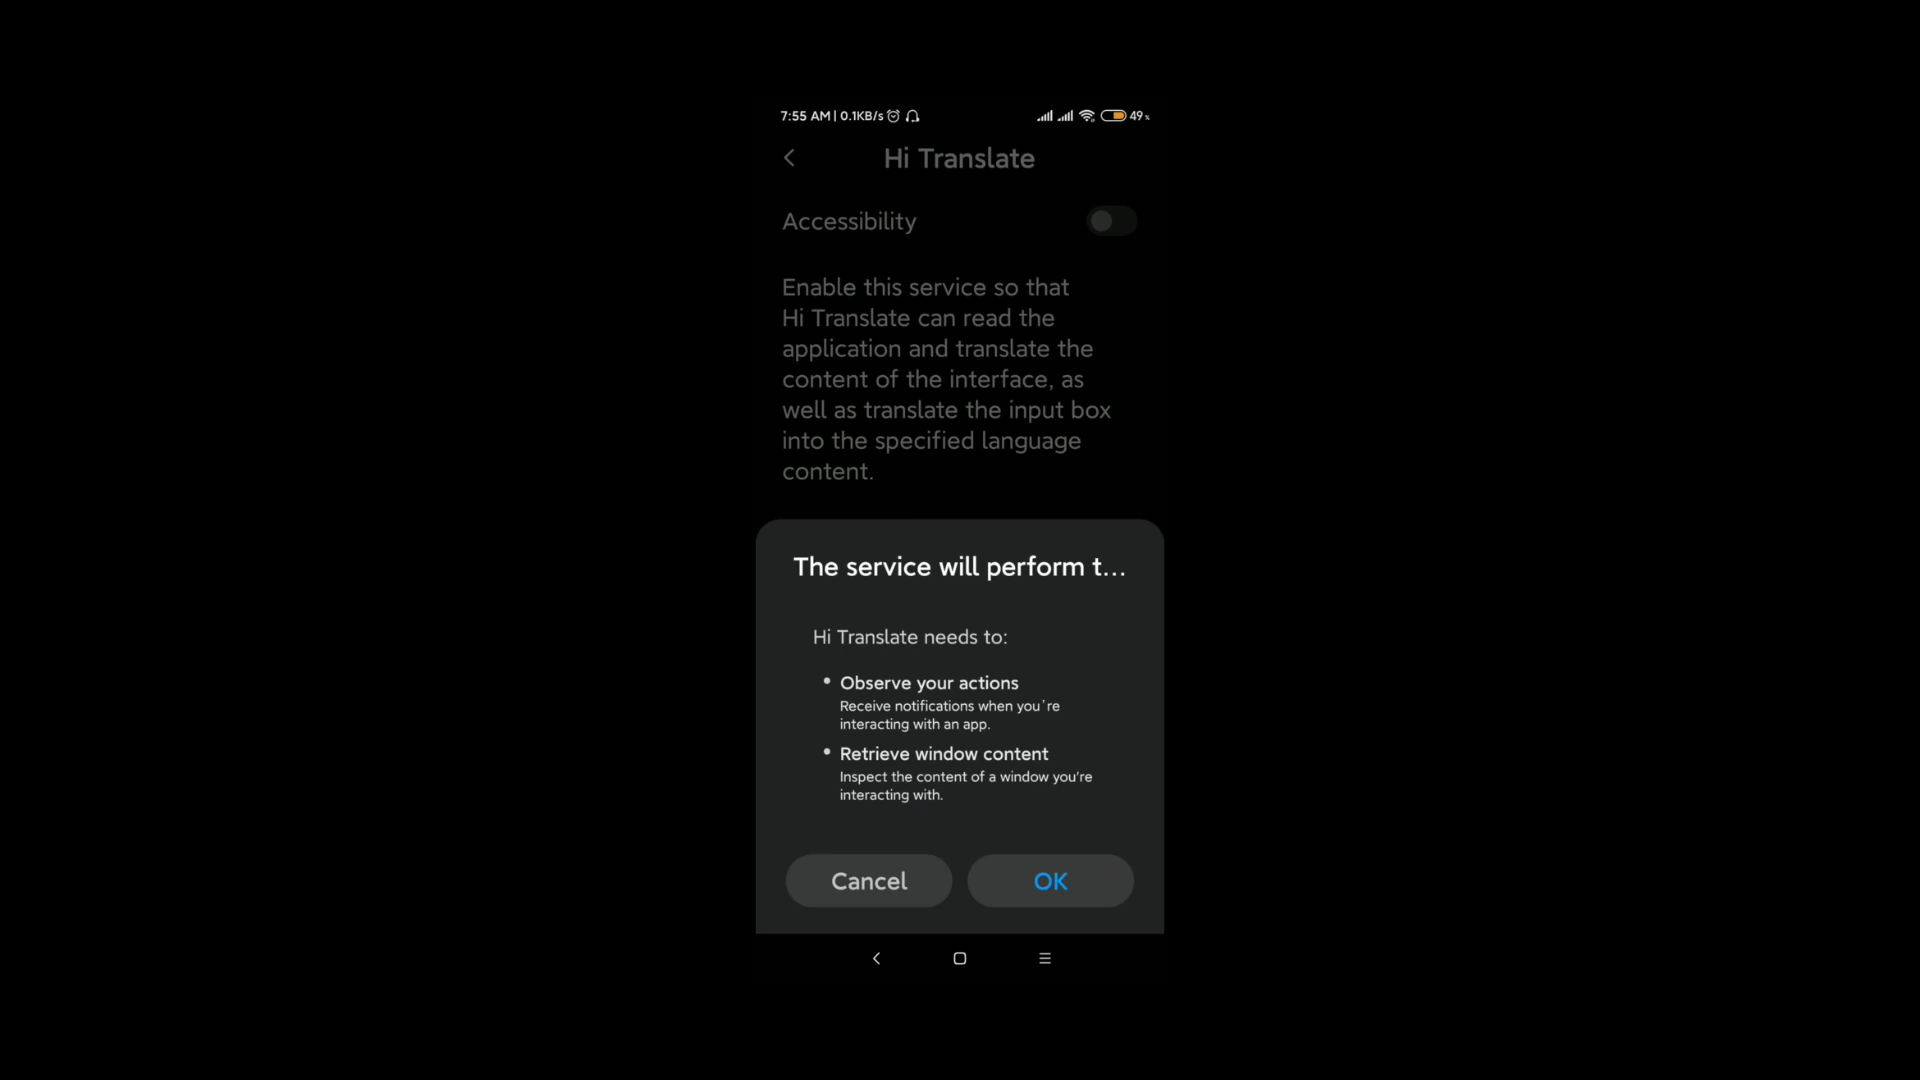 7:55 AM | 0.1KB/s 49%
Hi Translate
Accessibility
Enable this service so that
Hi Translate can read the
application and translate the
content of the interface, as
well as translate the input box
into the specified language
content.
The service will perform t...
Hi Translate needs to:
• Observe your actions
Receive notifications when you're
interacting with an app.
• Retrieve window content
Inspect the content of a window you're
interacting with.
Cancel OK